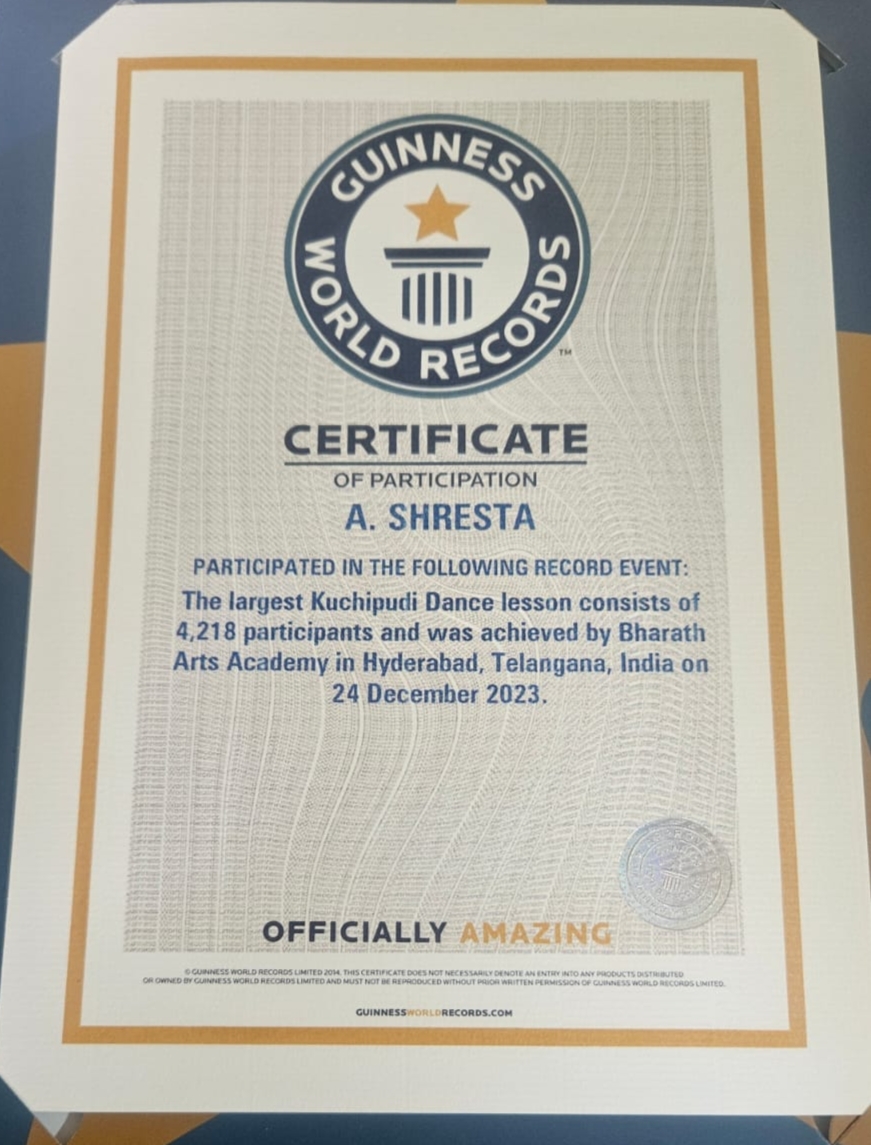 GUINNESS
WORLD RECORDS
TM
CERTIFICATE
OF PARTICIPATION
A. SHRESTA
PARTICIPATED IN THE FOLLOWING RECORD EVENT:
The largest Kuchipudi Dance lesson consists of
4,218 participants and was achieved by Bharath
Arts Academy in Hyderabad, Telangana, India on
24 December 2023.
OFFICIALLY AMAZING
© GUINNESS WORLD RECORDS LIMITED 2014. THIS CERTIFICATE DOES NOT NECESSARILY DENOTE AN ENTRY INTO ANY PRODUCTS DISTRIBUTED
OR OWNED BY GUINNESS WORLD RECORDS LIMITED AND MUST NOT BE REPRODUCED WITHOUT PRIOR WRITTEN PERMISSION OF GUINNESS WORLD RECORDS LIMITED.
GUINNESSWORLDRECORDS.COM